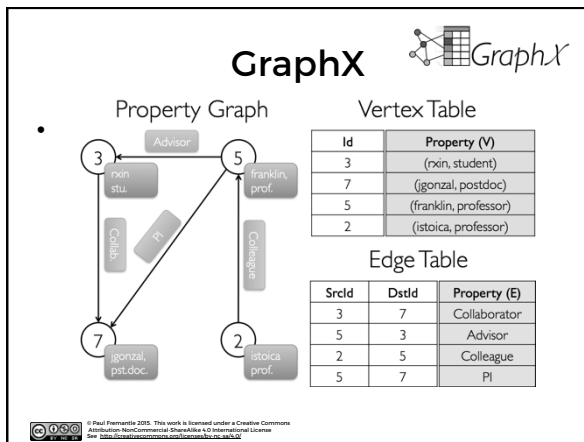 GraphX
GraphX
Property Graph
Advisor
3
5
rxin
stu.
franklin,
prof.
Collab
PI
Colleague
7
2
jgonzal,
pst.doc.
istoica
prof.
Vertex Table
Id Property (V)
3 (rxin, student)
7 (jgonzal, postdoc)
5 (franklin, professor)
2 (istoica, professor)
Edge Table
SrcId DstId Property (E)
3 7 Collaborator
5 3 Advisor
2 5 Colleague
5 7 PI
CC BY NC SA
© Paul Fremantle 2015. This work is licensed under a Creative Commons
Attribution-NonCommercial-ShareAlike 4.0 International License
See http://creativecommons.org/licenses/by-nc-sa/4.0/